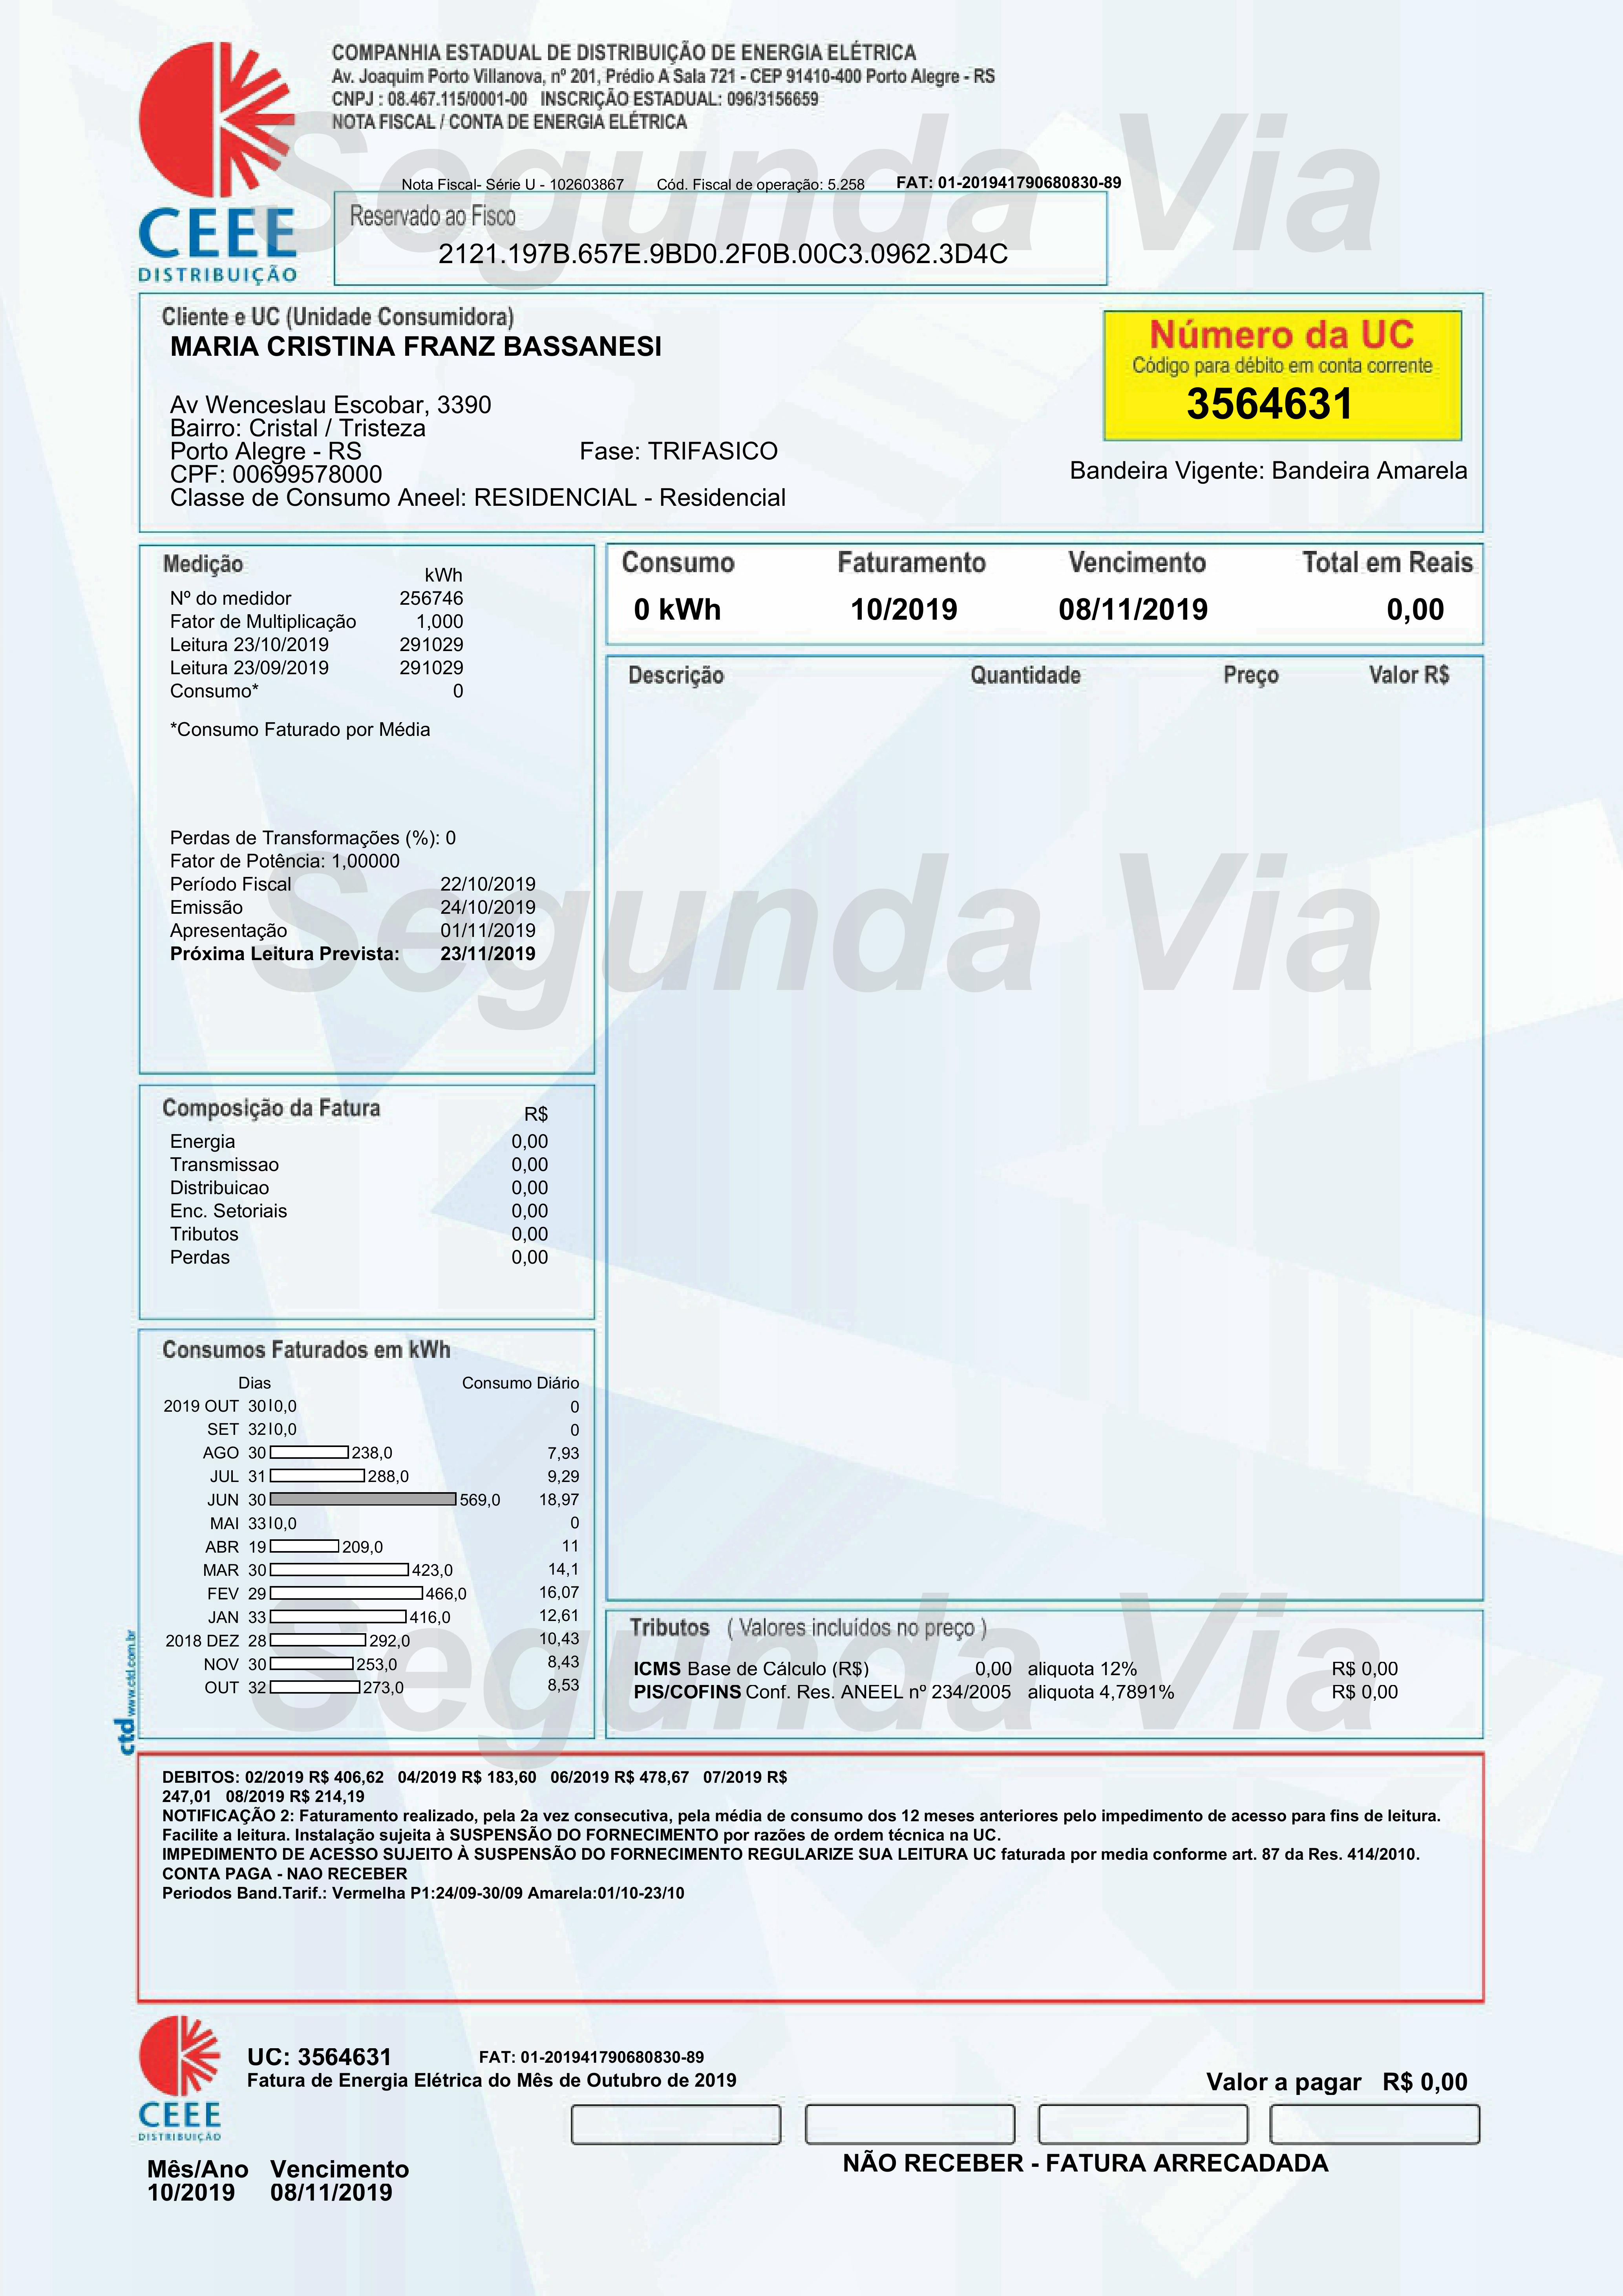 COMPANHIA ESTADUAL DE DISTRIBUIÇÃO DE ENERGIA ELÉTRICA
Av. Joaquim Porto Villanova, nº 201, Prédio A Sala 721 - CEP 91410-400 Porto Alegre - RS
CNPJ : 08.467.115/0001-00 INSCRIÇÃO ESTADUAL: 096/3156659
NOTA FISCAL / CONTA DE ENERGIA ELÉTRICA
Segunda Via
Nota Fiscal- Série U - 102603867 Cód. Fiscal de operação: 5.258 FAT: 01-201941790680830-89
CEEE
DISTRIBUIÇÃO
Reservado ao Fisco
2121.197B.657E.9BD0.2F0B.00C3.0962.3D4C
Cliente e UC (Unidade Consumidora)
MARIA CRISTINA FRANZ BASSANESI
Av Wenceslau Escobar, 3390
Bairro: Cristal / Tristeza
Porto Alegre - RS Fase: TRIFASICO
CPF: 00699578000
Classe de Consumo Aneel: RESIDENCIAL - Residencial
Número da UC
Código para débito em conta corrente
3564631
Bandeira Vigente: Bandeira Amarela
Medição
kWh
Nº do medidor 256746
Fator de Multiplicação 1,000
Leitura 23/10/2019 291029
Leitura 23/09/2019 291029
Consumo* 0
*Consumo Faturado por Média
Perdas de Transformações (%): 0
Fator de Potência: 1,00000
Período Fiscal 22/10/2019
Emissão 24/10/2019
Apresentação 01/11/2019
Próxima Leitura Prevista: 23/11/2019
Consumo Faturamento Vencimento Total em Reais
0 kWh 10/2019 08/11/2019 0,00
Descrição Quantidade Preço Valor R$
Segunda Via
Composição da Fatura R$
Energia 0,00
Transmissao 0,00
Distribuicao 0,00
Enc. Setoriais 0,00
Tributos 0,00
Perdas 0,00
Consumos Faturados em kWh
Dias Consumo Diário
2019 OUT 30 0,0 0
SET 32 0,0 0
AGO 30 238,0 7,93
JUL 31 288,0 9,29
JUN 30 569,0 18,97
MAI 33 0,0 0
ABR 19 209,0 11
MAR 30 423,0 14,1
FEV 29 466,0 16,07
JAN 33 416,0 12,61
2018 DEZ 28 292,0 10,43
NOV 30 253,0 8,43
OUT 32 273,0 8,53
ctd www.ctd.com.br
Segunda Via
Tributos ( Valores incluídos no preço )
ICMS Base de Cálculo (R$) 0,00 aliquota 12% R$ 0,00
PIS/COFINS Conf. Res. ANEEL nº 234/2005 aliquota 4,7891% R$ 0,00
DEBITOS: 02/2019 R$ 406,62 04/2019 R$ 183,60 06/2019 R$ 478,67 07/2019 R$
247,01 08/2019 R$ 214,19
NOTIFICAÇÃO 2: Faturamento realizado, pela 2a vez consecutiva, pela média de consumo dos 12 meses anteriores pelo impedimento de acesso para fins de leitura.
Facilite a leitura. Instalação sujeita à SUSPENSÃO DO FORNECIMENTO por razões de ordem técnica na UC.
IMPEDIMENTO DE ACESSO SUJEITO À SUSPENSÃO DO FORNECIMENTO REGULARIZE SUA LEITURA UC faturada por media conforme art. 87 da Res. 414/2010.
CONTA PAGA - NAO RECEBER
Periodos Band.Tarif.: Vermelha P1:24/09-30/09 Amarela:01/10-23/10
CEEE
DISTRIBUIÇÃO
UC: 3564631 FAT: 01-201941790680830-89
Fatura de Energia Elétrica do Mês de Outubro de 2019
Valor a pagar R$ 0,00
NÃO RECEBER - FATURA ARRECADADA
Mês/Ano Vencimento
10/2019 08/11/2019